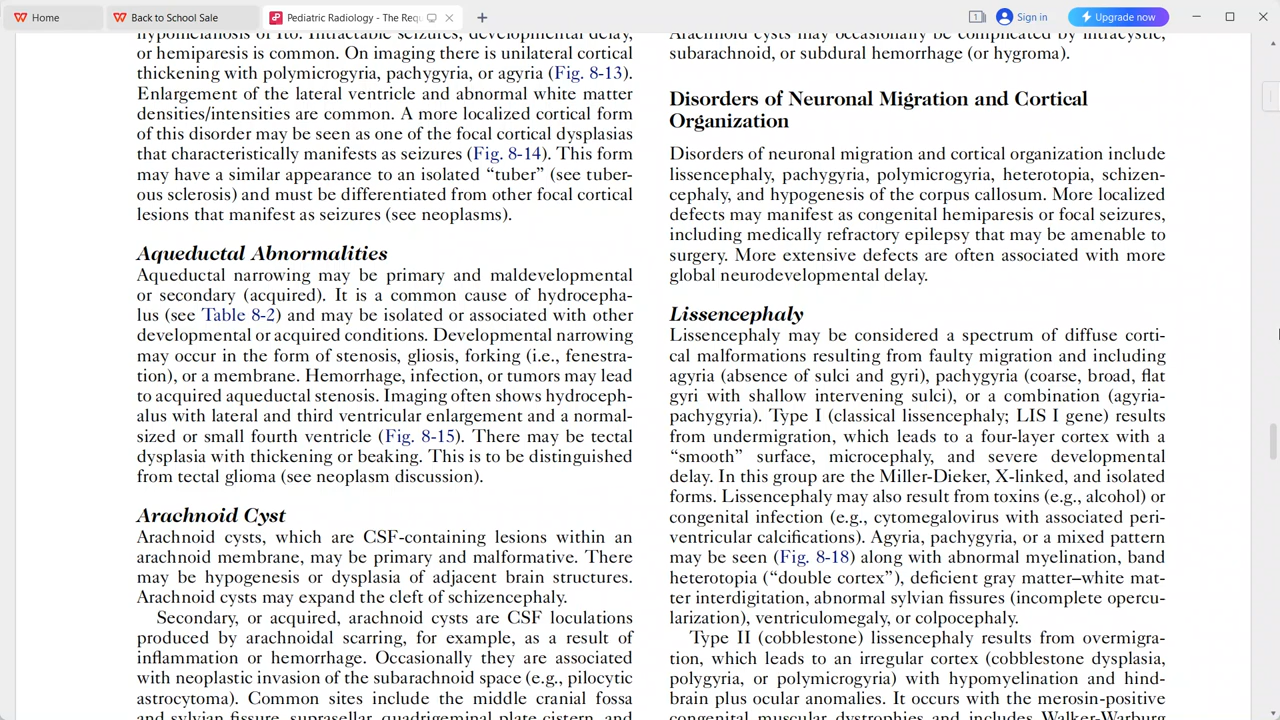 Home
Back to School Sale
Pediatric Radiology - The Requ
1
Sign in
Upgrade now
hypomelanosis of Ito. Intractable seizures, developmental delay,
or hemiparesis is common. On imaging there is unilateral cortical
thickening with polymicrogyria, pachygyria, or agyria (Fig. 8-13).
Enlargement of the lateral ventricle and abnormal white matter
densities/intensities are common. A more localized cortical form
of this disorder may be seen as one of the focal cortical dysplasias
that characteristically manifests as seizures (Fig. 8-14). This form
may have a similar appearance to an isolated “tuber” (see tuber-
ous sclerosis) and must be differentiated from other focal cortical
lesions that manifest as seizures (see neoplasms).
Aqueductal Abnormalities
Aqueductal narrowing may be primary and maldevelopmental
or secondary (acquired). It is a common cause of hydrocepha-
lus (see Table 8-2) and may be isolated or associated with other
developmental or acquired conditions. Developmental narrowing
may occur in the form of stenosis, gliosis, forking (i.e., fenestra-
tion), or a membrane. Hemorrhage, infection, or tumors may lead
to acquired aqueductal stenosis. Imaging often shows hydroceph-
alus with lateral and third ventricular enlargement and a normal-
sized or small fourth ventricle (Fig. 8-15). There may be tectal
dysplasia with thickening or beaking. This is to be distinguished
from tectal glioma (see neoplasm discussion).
Arachnoid Cyst
Arachnoid cysts, which are CSF-containing lesions within an
arachnoid membrane, may be primary and malformative. There
may be hypogenesis or dysplasia of adjacent brain structures.
Arachnoid cysts may expand the cleft of schizencephaly.
Secondary, or acquired, arachnoid cysts are CSF loculations
produced by arachnoidal scarring, for example, as a result of
inflammation or hemorrhage. Occasionally they are associated
with neoplastic invasion of the subarachnoid space (e.g., pilocytic
astrocytoma). Common sites include the middle cranial fossa
and sylvian fissure, suprasellar, quadrigeminal plate cistern, and
Arachnoid cysts may occasionally be complicated by intracystic,
subarachnoid, or subdural hemorrhage (or hygroma).
Disorders of Neuronal Migration and Cortical
Organization
Disorders of neuronal migration and cortical organization include
lissencephaly, pachygyria, polymicrogyria, heterotopia, schizen-
cephaly, and hypogenesis of the corpus callosum. More localized
defects may manifest as congenital hemiparesis or focal seizures,
including medically refractory epilepsy that may be amenable to
surgery. More extensive defects are often associated with more
global neurodevelopmental delay.
Lissencephaly
Lissencephaly may be considered a spectrum of diffuse corti-
cal malformations resulting from faulty migration and including
agyria (absence of sulci and gyri), pachygyria (coarse, broad, flat
gyri with shallow intervening sulci), or a combination (agyria-
pachygyria). Type I (classical lissencephaly; LIS I gene) results
from undermigration, which leads to a four-layer cortex with a
“smooth” surface, microcephaly, and severe developmental
delay. In this group are the Miller-Dieker, X-linked, and isolated
forms. Lissencephaly may also result from toxins (e.g., alcohol) or
congenital infection (e.g., cytomegalovirus with associated peri-
ventricular calcifications). Agyria, pachygyria, or a mixed pattern
may be seen (Fig. 8-18) along with abnormal myelination, band
heterotopia (“double cortex”), deficient gray matter–white mat-
ter interdigitation, abnormal sylvian fissures (incomplete opercu-
larization), ventriculomegaly, or colpocephaly.
Type II (cobblestone) lissencephaly results from overmigra-
tion, which leads to an irregular cortex (cobblestone dysplasia,
polygyria, or polymicrogyria) with hypomyelination and hind-
brain plus ocular anomalies. It occurs with the merosin-positive
congenital muscular dystrophies and includes Walker-Warburg